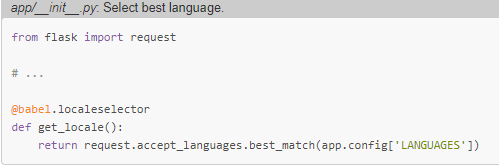 app/__init__.py: Select best language.
from flask import request
# ...
@babel.localeselector
def get_locale():
    return request.accept_languages.best_match(app.config['LANGUAGES'])